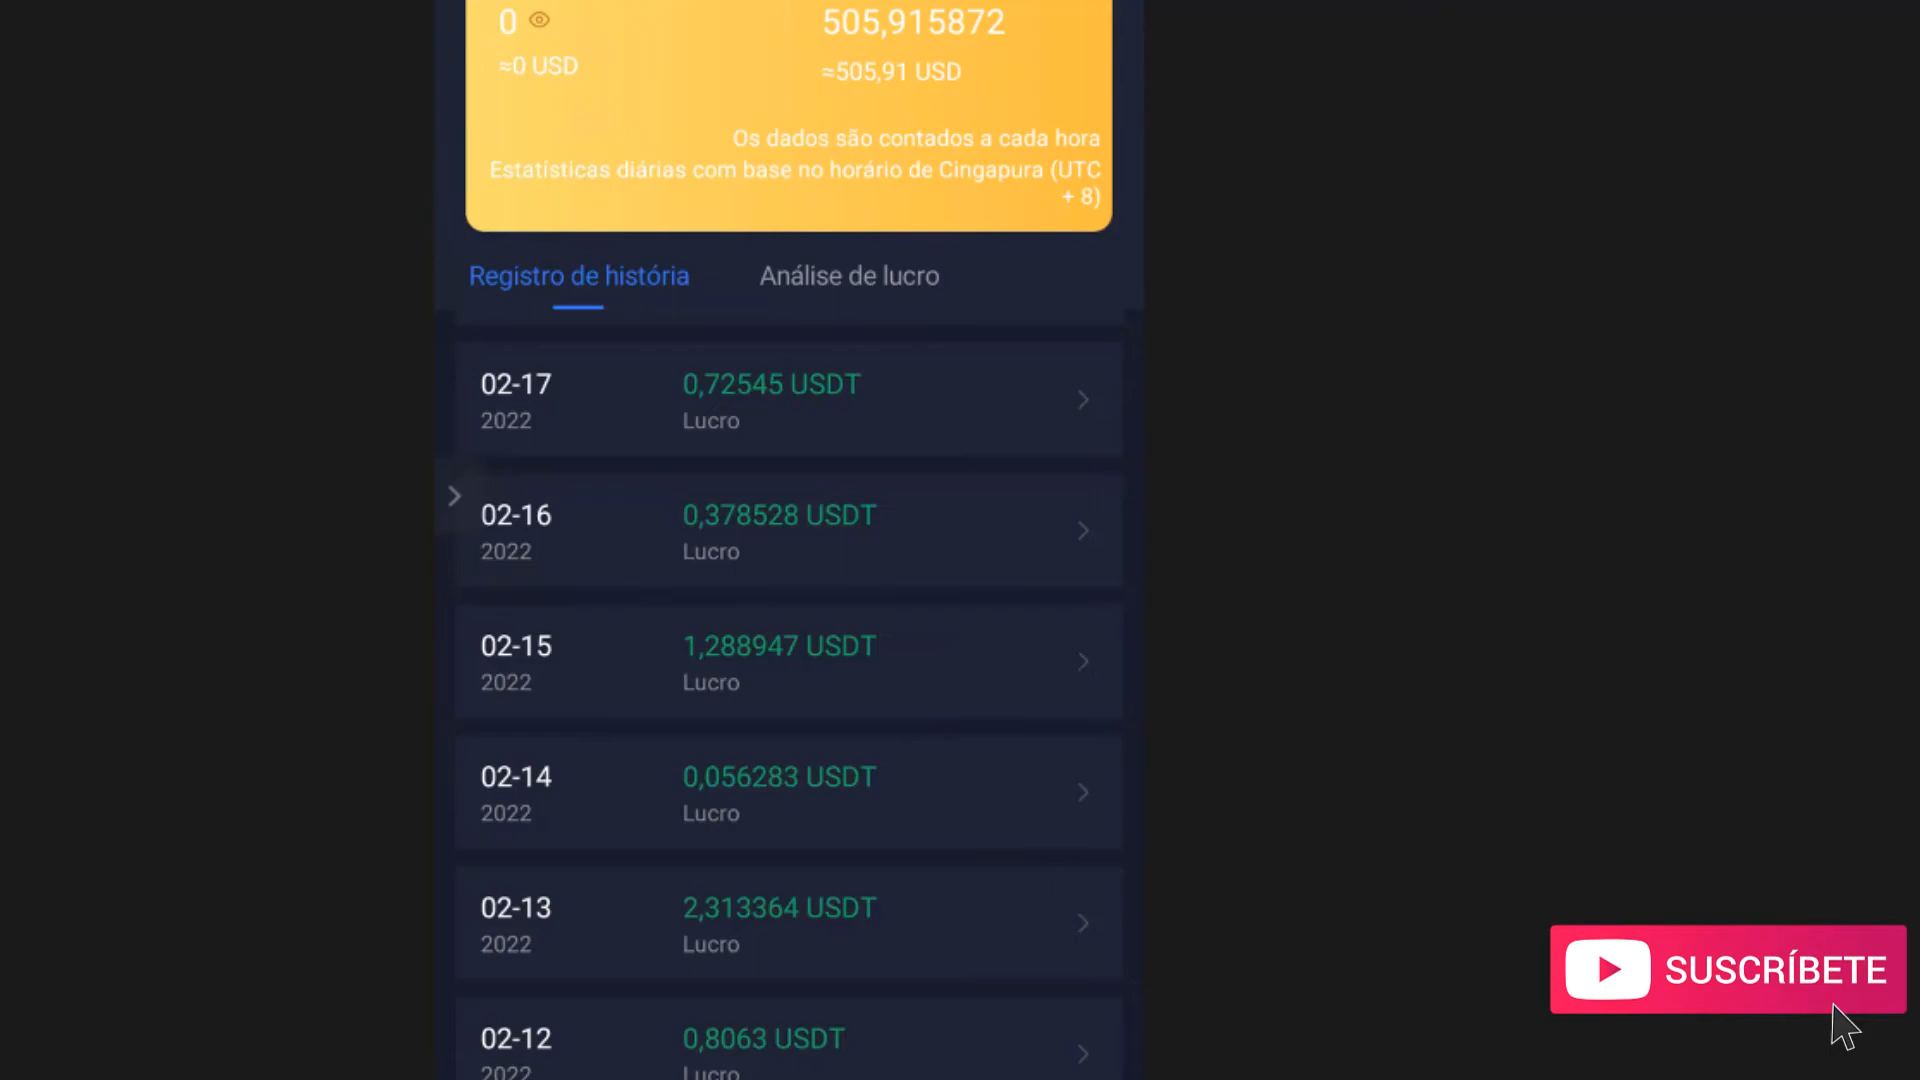 0 505,915872
≈0 USD ≈505,91 USD
Os dados são contados a cada hora
Estatísticas diárias com base no horário de Cingapura (UTC
+ 8)
Registro de história Análise de lucro
02-17 0,72545 USDT
2022 Lucro
02-16 0,378528 USDT
2022 Lucro
02-15 1,288947 USDT
2022 Lucro
02-14 0,056283 USDT
2022 Lucro
02-13 2,313364 USDT
2022 Lucro
02-12 0,8063 USDT
2022 Lucro
SUSCRÍBETE